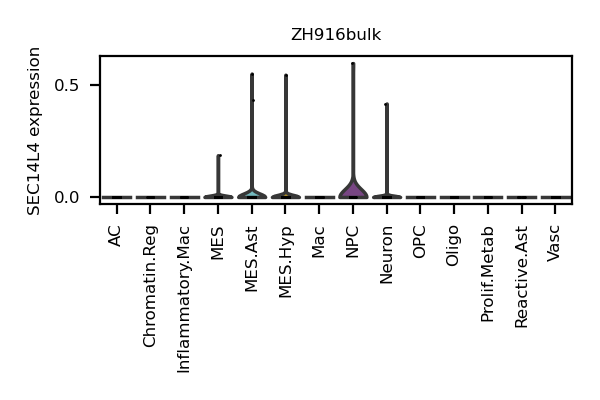 ZH916bulk
SEC14L4 expression
0.5
0.0
AC
Chromatin.Reg
Inflammatory.Mac
MES
MES.Ast
MES.Hyp
Mac
NPC
Neuron
OPC
Oligo
Prolif.Metab
Reactive.Ast
Vasc